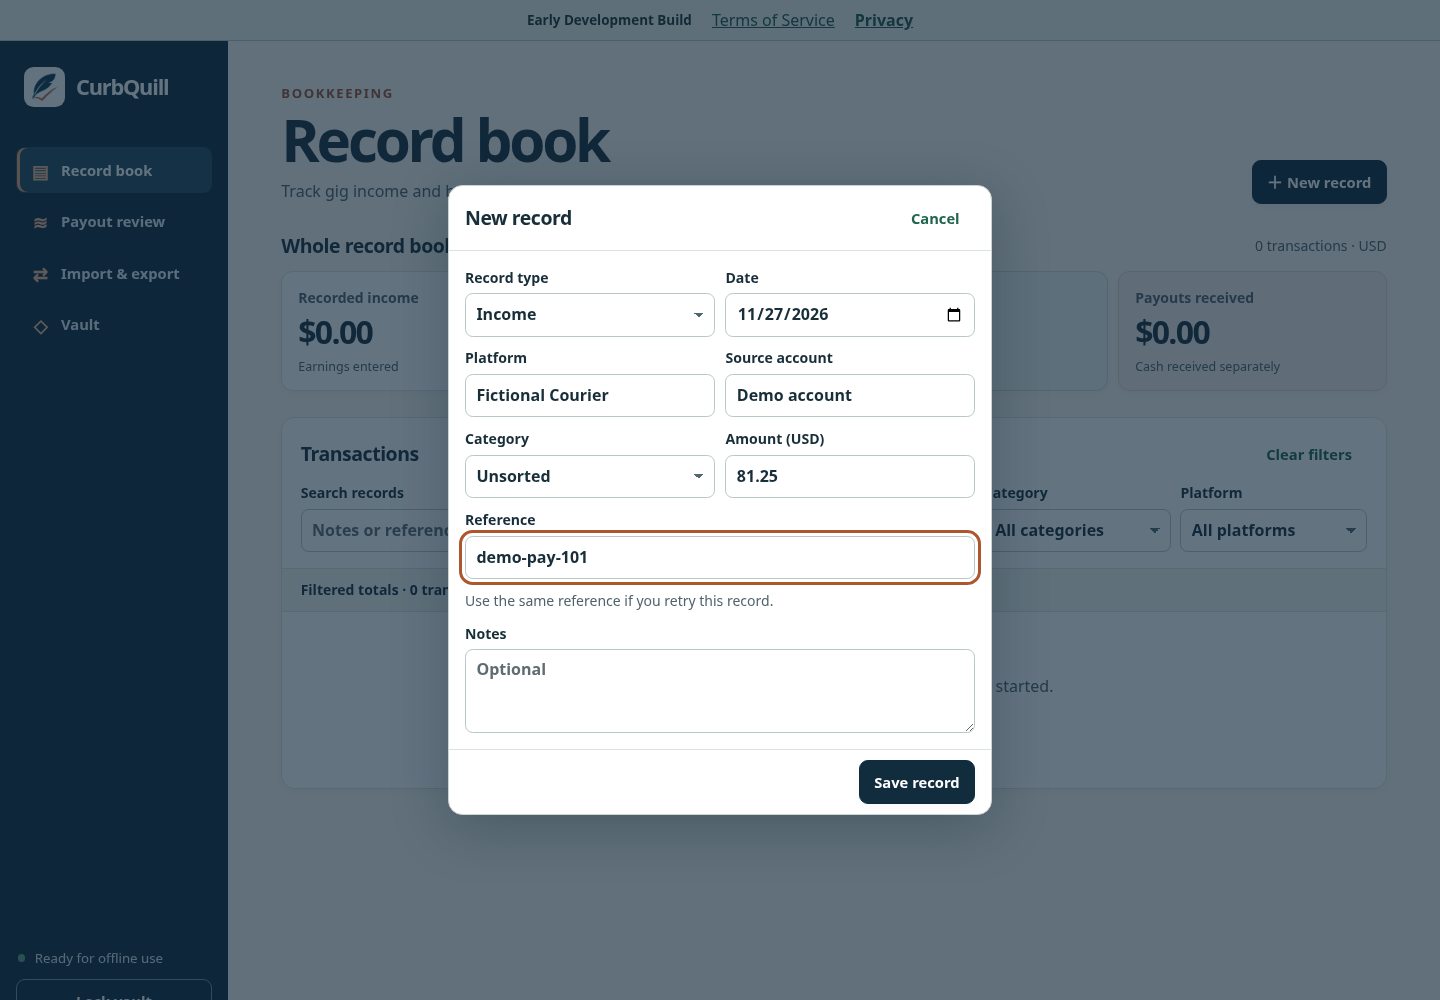 Early Development Build Terms of Service Privacy
CurbQuill
Record book
Payout review
Import & export
Vault
Ready for offline use
BOOKKEEPING
Record book
Track gig income and
New record
Whole record book
0 transactions · USD
Recorded income
$0.00
Earnings entered
Payouts received
$0.00
Cash received separately
Transactions
Clear filters
Search records
Platform
Notes or
All categories
All platforms
Filtered totals · 0
started.
New record
Cancel
Record type
Date
Income
11/27/2026
Platform
Source account
Fictional Courier
Demo account
Category
Amount (USD)
Unsorted
81.25
Reference
demo-pay-101
Use the same reference if you retry this record.
Notes
Optional
Save record